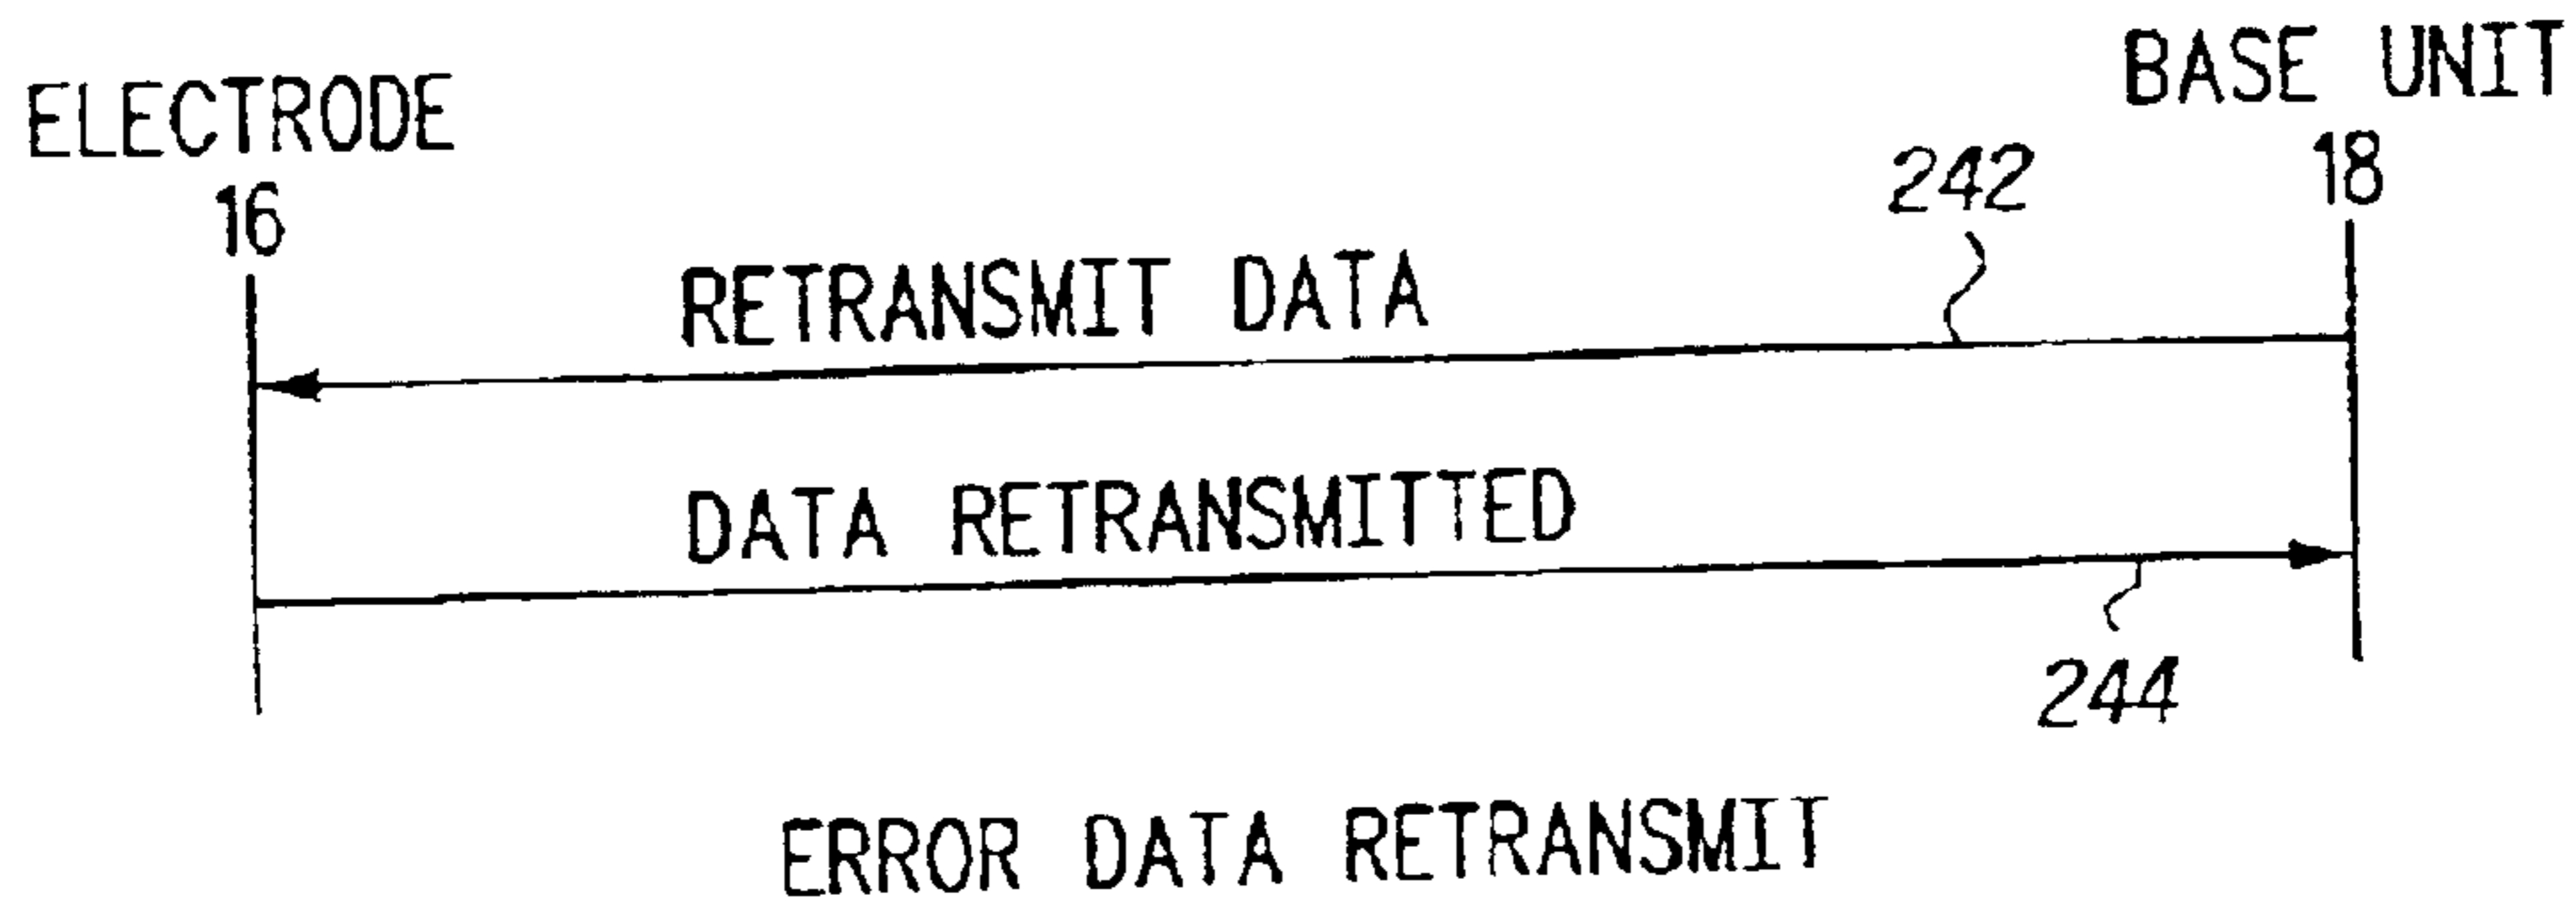 ELECTRODE
16
BASE UNIT
18
242
RETRANSMIT DATA
DATA RETRANSMITTED
244
ERROR DATA RETRANSMIT